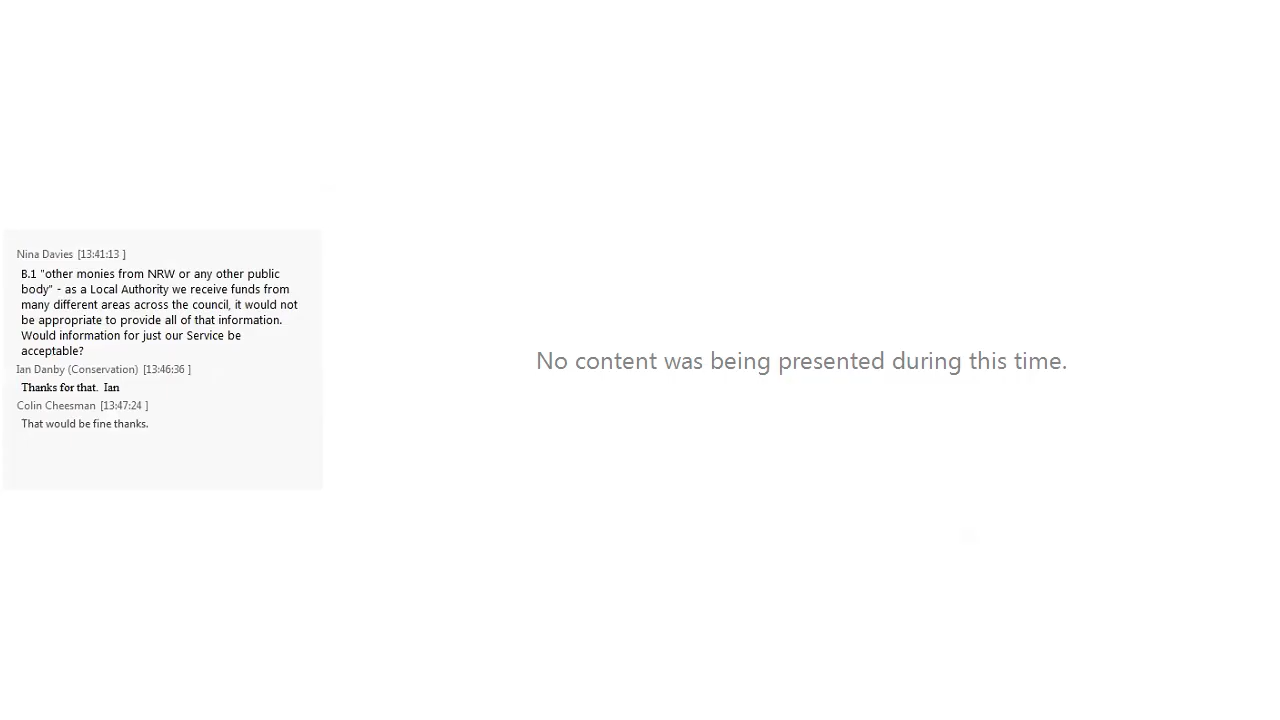 Nina Davies [13:41:13 ]
B.1 "other monies from NRW or any other public
body" - as a Local Authority we receive funds from
many different areas across the council, it would not
be appropriate to provide all of that information.
Would information for just our Service be
acceptable?
Ian Danby (Conservation) [13:46:36 ]
Thanks for that.  Ian
Colin Cheesman [13:47:24 ]
That would be fine thanks.
No content was being presented during this time.